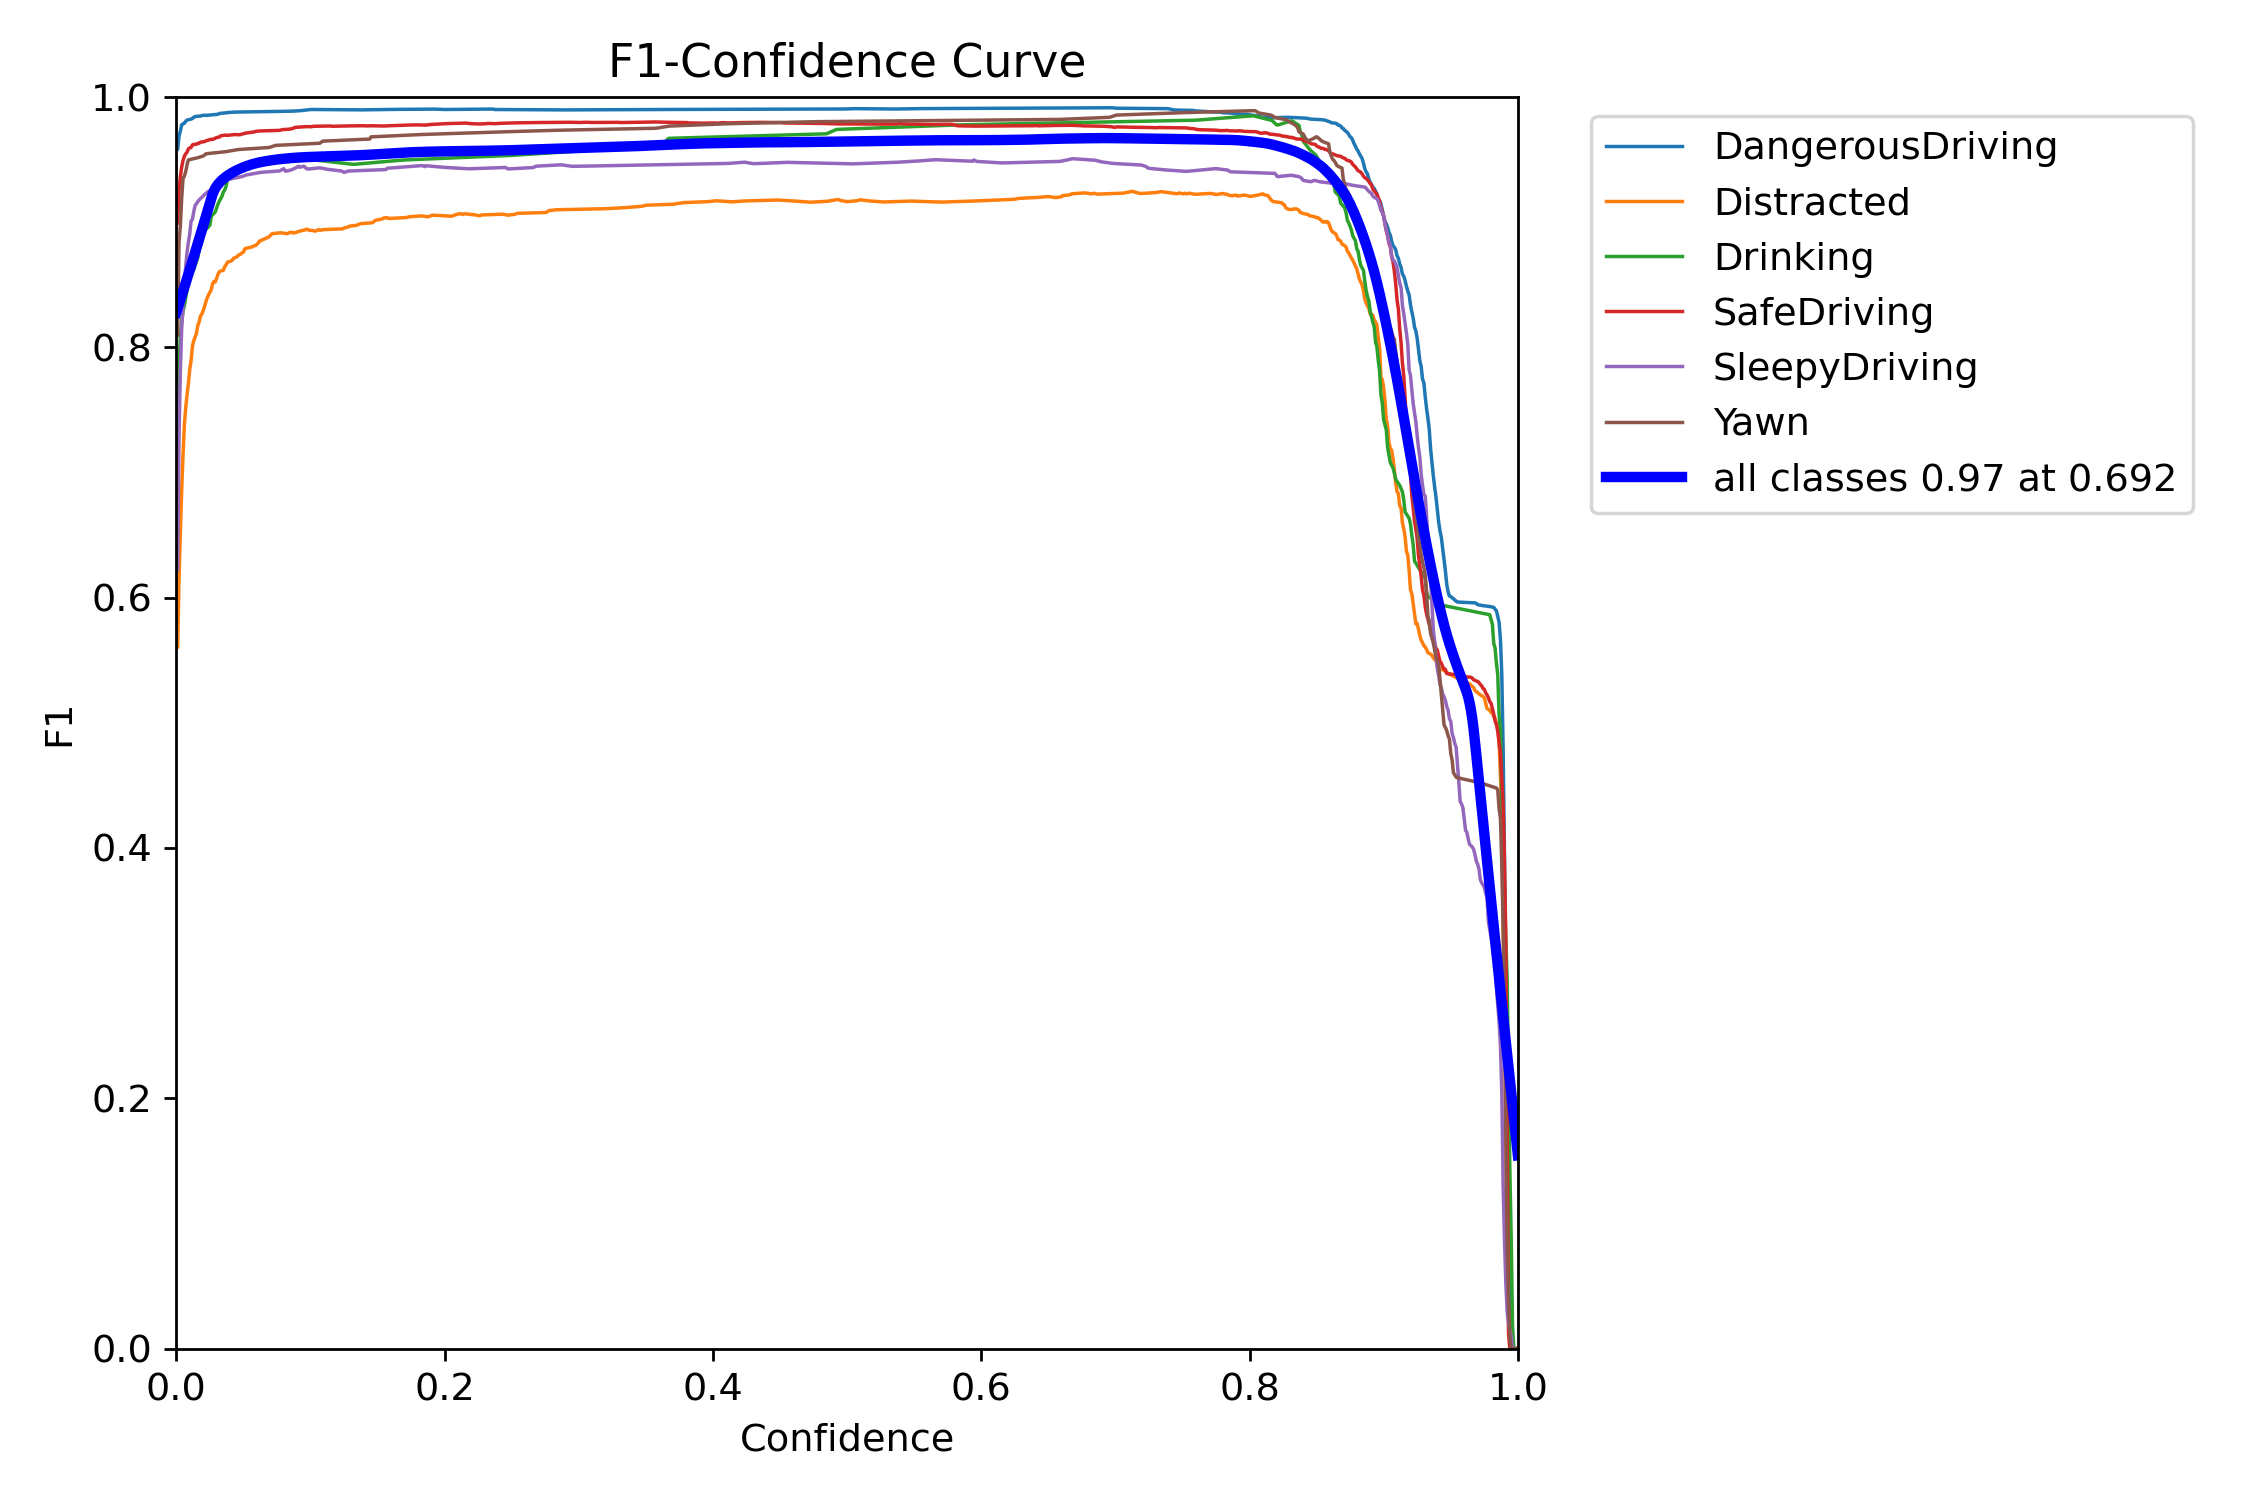 F1-Confidence Curve
1.0
0.8
0.6
0.4
0.2
0.0
F1
0.0 0.2 0.4 0.6 0.8 1.0
Confidence
DangerousDriving
Distracted
Drinking
SafeDriving
SleepyDriving
Yawn
all classes 0.97 at 0.692